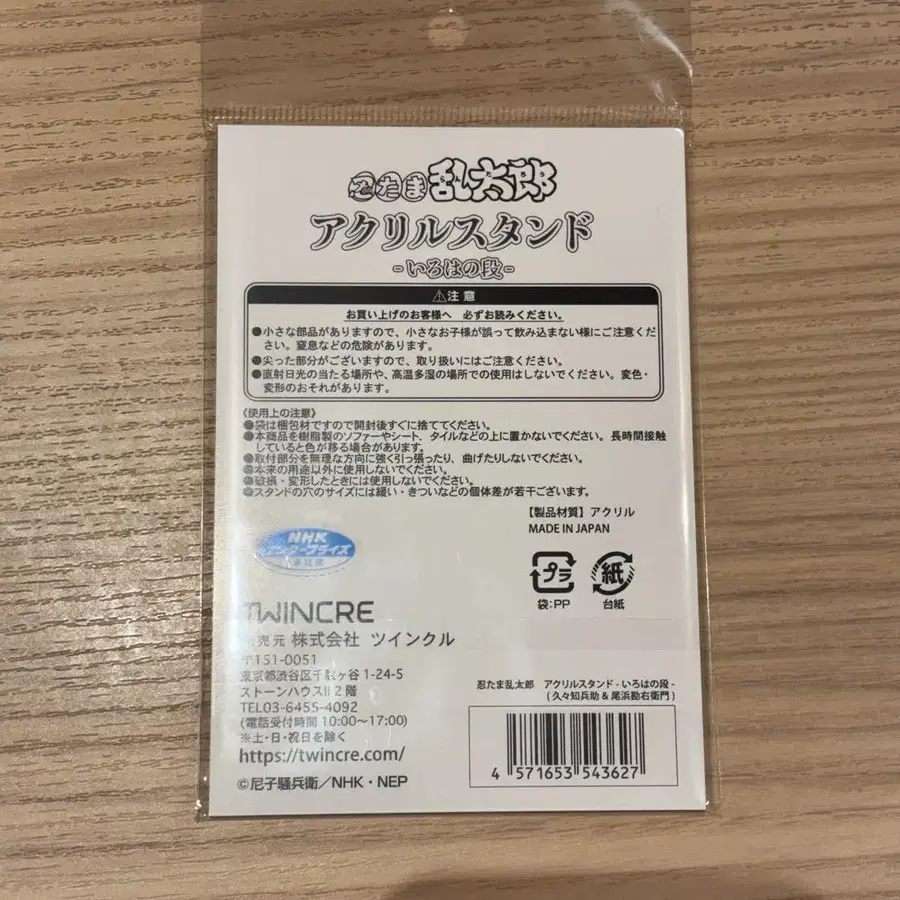 忍たま乱太郎
らんたろう
アクリルスタンド
-いろはの段-
⚠注意
お買い上げのお客様へ 必ずお読みください。
●小さな部品がありますので、小さなお子様が誤って飲み込まない様にご注意くだ
さい。窒息などの危険があります。
●尖った部分がございますので、取り扱いにはご注意ください。
●直射日光の当たる場所や、高温多湿の場所での使用はしないでください。変色・
変形のおそれがあります。
《使用上の注意》
●袋は梱包材ですので開封後すぐに捨ててください。
●本商品を樹脂製のソファーやシート、タイルなどの上に置かないでください。長時間接触
していると色が移る場合があります。
●取付部分を無理な方向に強く引っ張ったり、曲げたりしないでください。
●本来の用途以外に使用しないでください。
●破損・変形したときには使用しないでください。
●スタンドの穴のサイズには緩い・きついなどの個体差が若干ございます。
【製品材質】アクリル
MADE IN JAPAN
NHK
エンタープライズ
承認済
プラ
袋:PP
紙
台紙
TWINCRE
発売元 株式会社 ツインクル
〒151-0051
東京都渋谷区千駄ヶ谷1-24-5
ストーンハウスⅡ2階
TEL03-6455-4092
(電話受付時間 10:00~17:00)
※土・日・祝日を除く
https://twincre.com/
©尼子騒兵衛/NHK・NEP
忍たま乱太郎 アクリルスタンド-いろはの段-
(久々知兵助&尾浜勘右衛門)
4 571653 543627